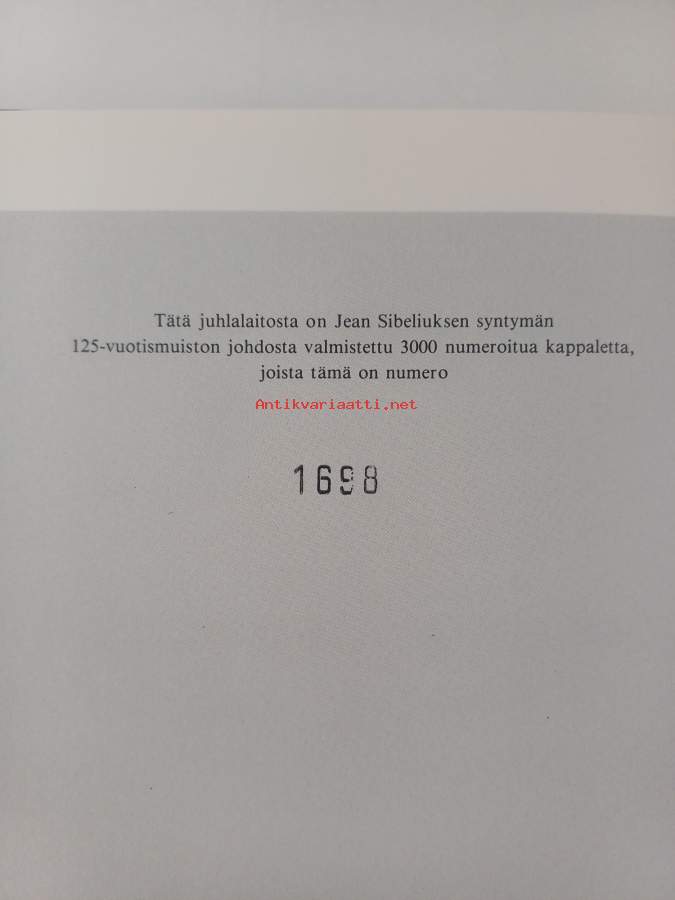 Tätä juhlalaitosta on Jean Sibeliuksen syntymän
125-vuotismuiston johdosta valmistettu 3000 numeroitua kappaletta,
joista tämä on numero
Antikvariaatti.net
1698